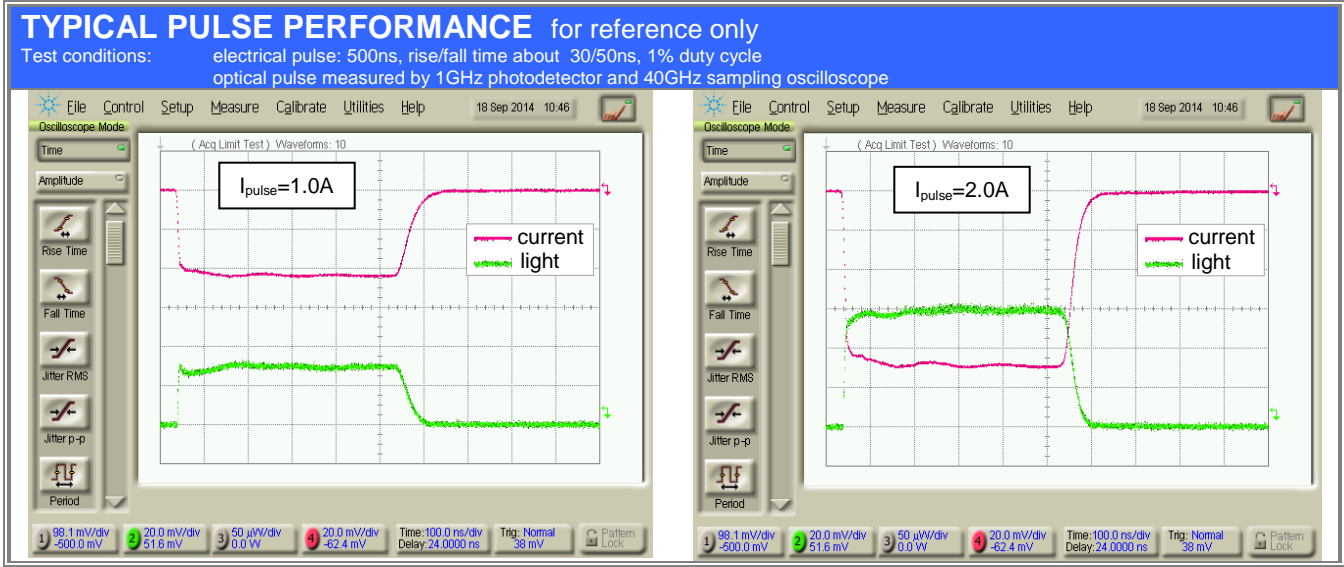 TYPICAL PULSE PERFORMANCE for reference only
Test conditions: electrical pulse: 500ns, rise/fall time about 30/50ns, 1% duty cycle
optical pulse measured by 1GHz photodetector and 40GHz sampling oscilloscope
File Control Setup Measure Calibrate Utilities Help 18 Sep 2014 10:46
Oscilloscope Mode
Time
(Acq Limit Test) Waveforms: 10
Amplitude
Ipulse=1.0A
Rise Time
current
light
Fall Time
Jitter RMS
Jitter p-p
Period
1) 98.1 mV/div 2) 20.0 mV/div 3) 50 µW/div 4) 20.0 mV/div Time:100.0 ns/div Trig: Normal Pattern
-500.0 mV 51.6 mV 0.0 W -62.4 mV Delay:24.0000 ns 38 mV Lock
File Control Setup Measure Calibrate Utilities Help 18 Sep 2014 10:46
Oscilloscope Mode
Time
(Acq Limit Test) Waveforms: 10
Amplitude
Ipulse=2.0A
Rise Time
current
light
Fall Time
Jitter RMS
Jitter p-p
Period
1) 98.1 mV/div 2) 20.0 mV/div 3) 50 µW/div 4) 20.0 mV/div Time:100.0 ns/div Trig: Normal Pattern
-500.0 mV 51.6 mV 0.0 W -62.4 mV Delay:24.0000 ns 38 mV Lock